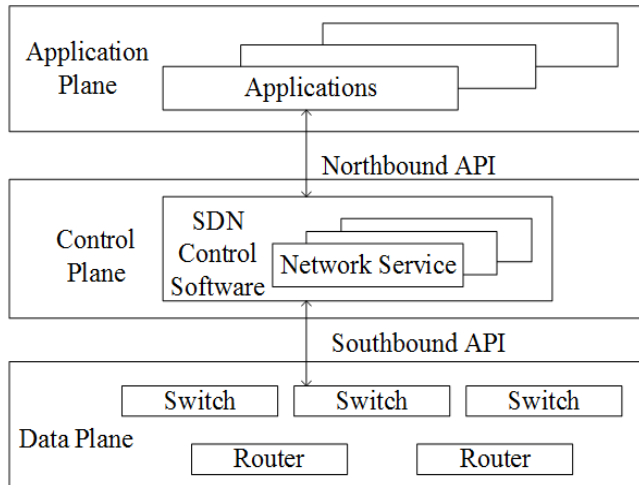 Application
Plane
Applications
Northbound API
Control
Plane
SDN
Control
Software
Network Service
Southbound API
Data Plane
Switch
Switch
Switch
Router
Router